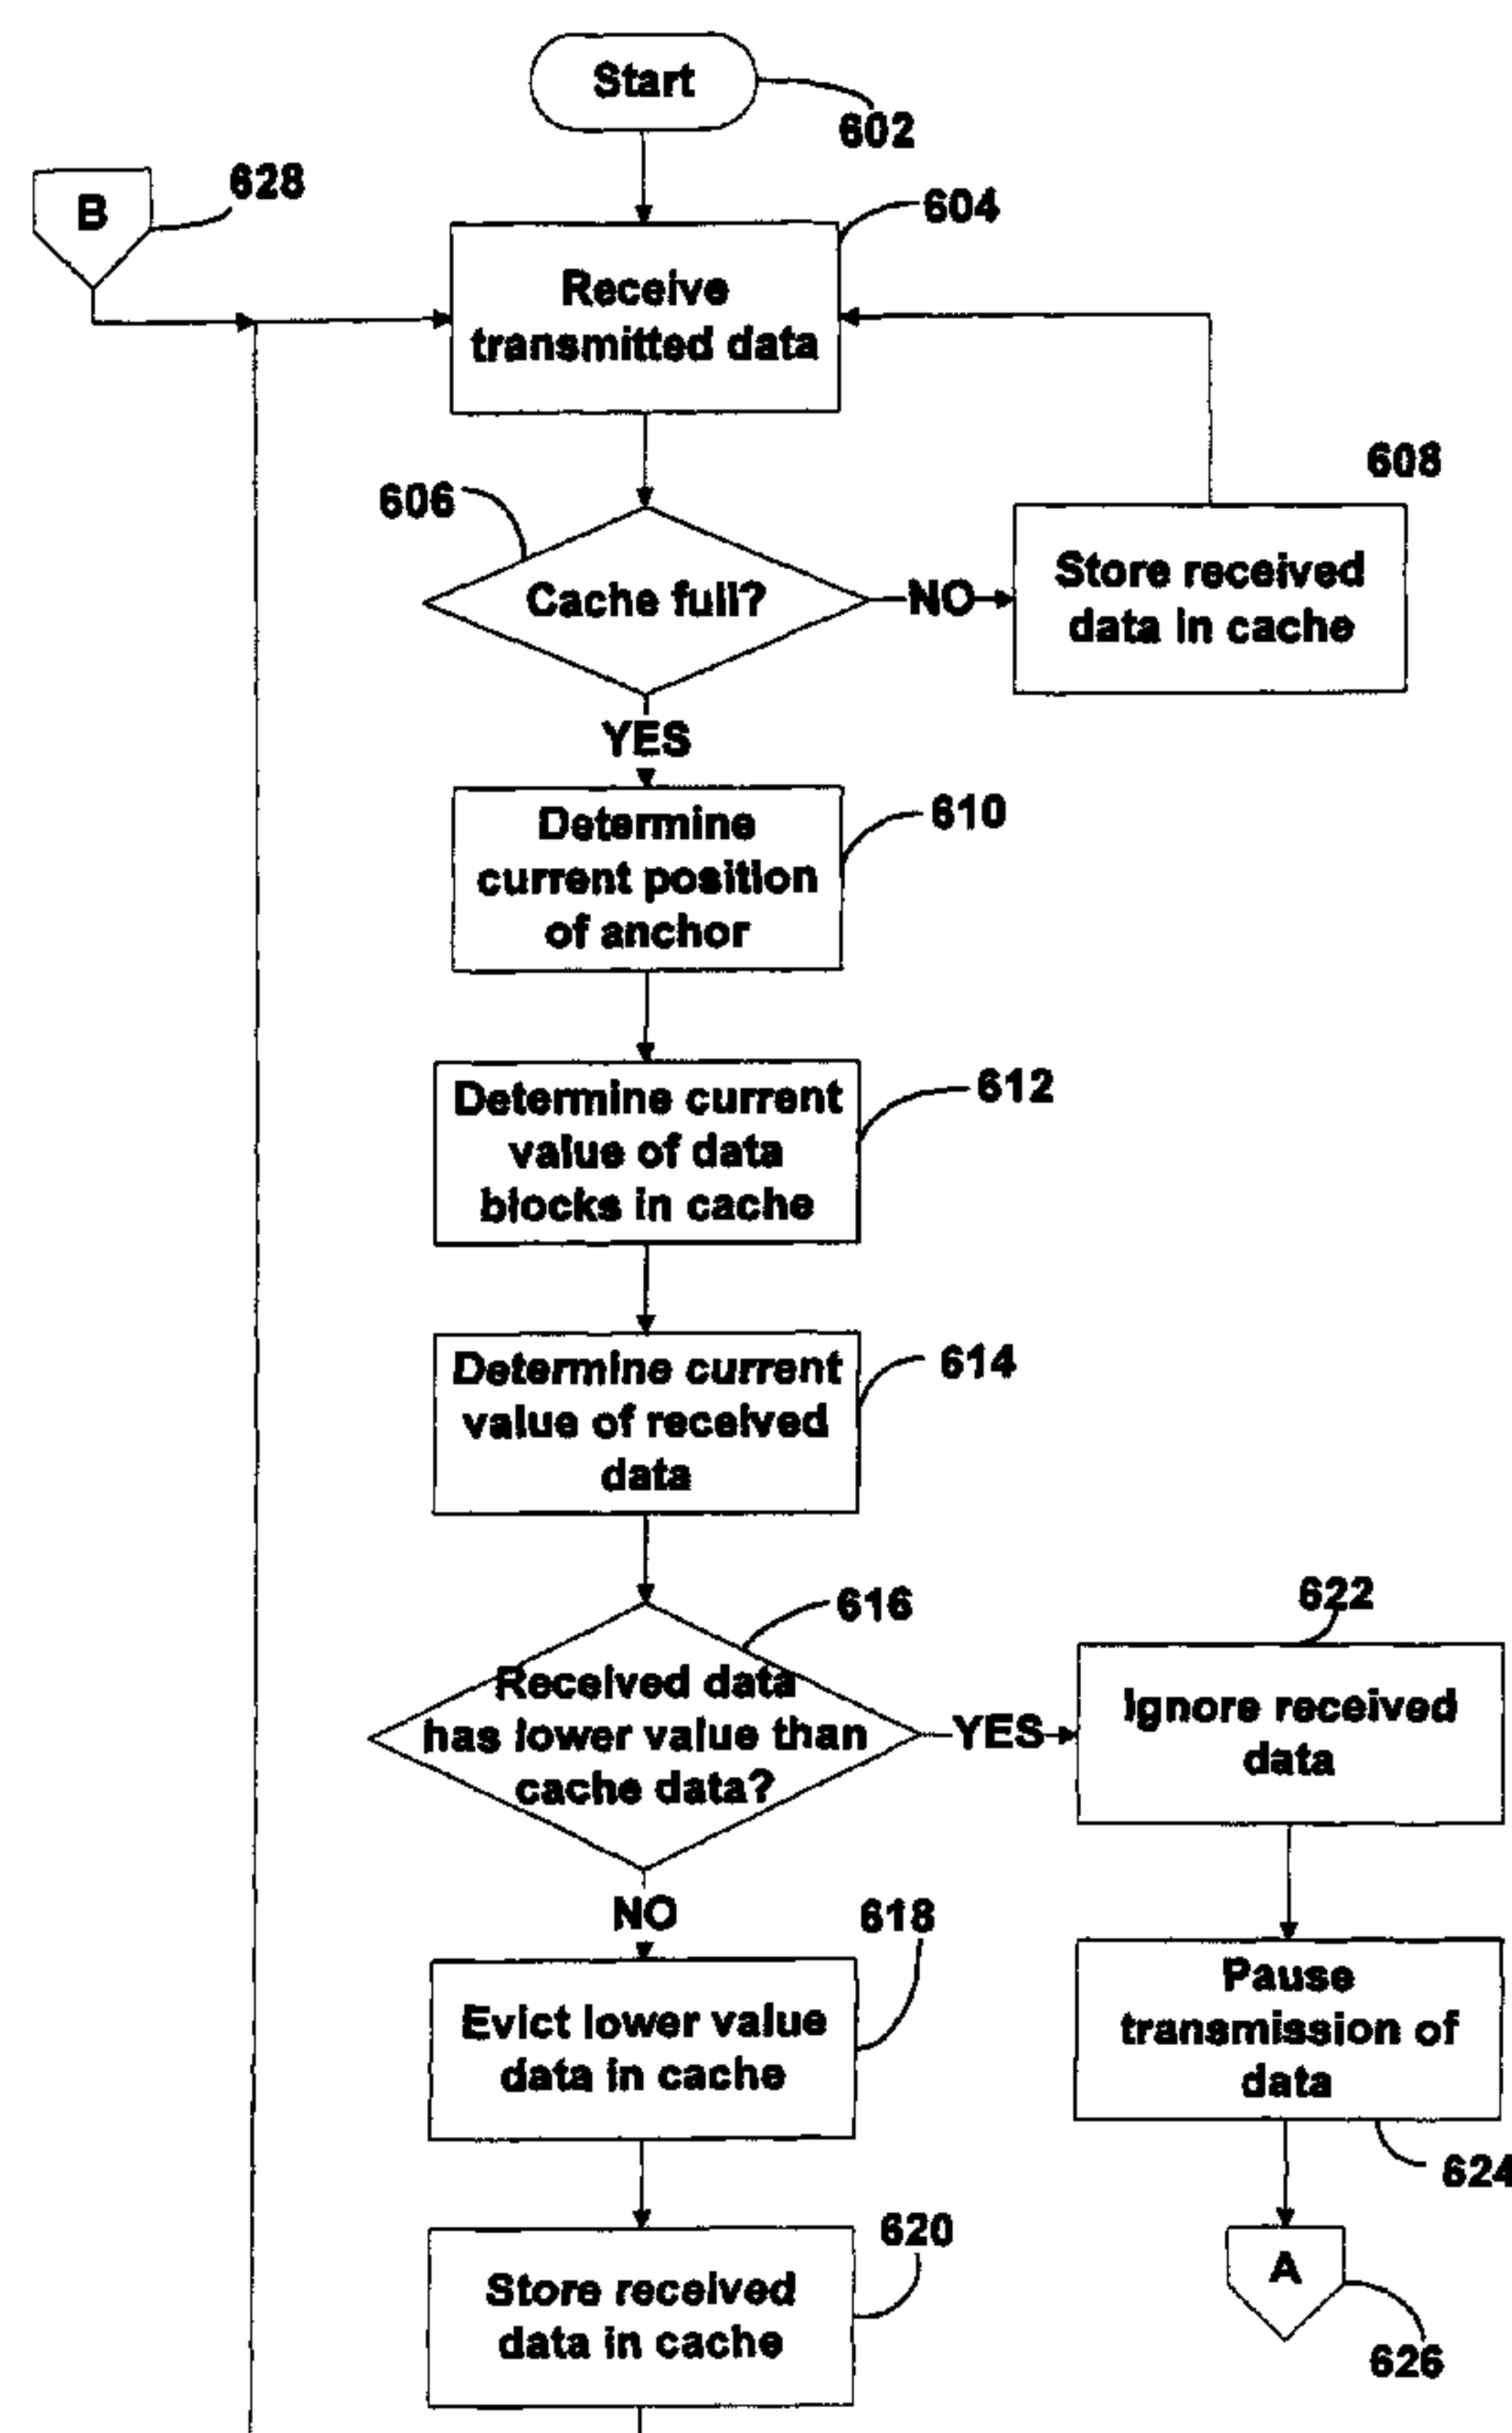 Start
602
B
628
604
Receive
transmitted data
606
608
Cache full?
NO
Store received
data in cache
YES
Determine
current position
of anchor
610
Determine current
value of data
blocks in cache
612
Determine current
value of received
data
614
616
622
Received data
has lower value than
cache data?
YES
Ignore received
data
NO
618
Evict lower value
data in cache
Pause
transmission of
data
624
620
Store received
data in cache
A
626